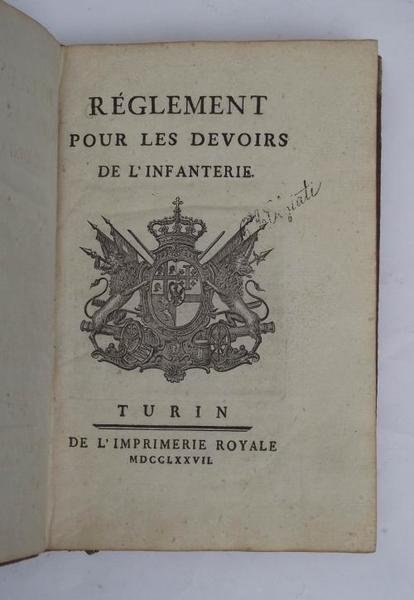 RÉGLEMENT
POUR LES DEVOIRS
DE L'INFANTERIE.
TURIN
DE L'IMPRIMERIE ROYALE
MDCCLXXVII.